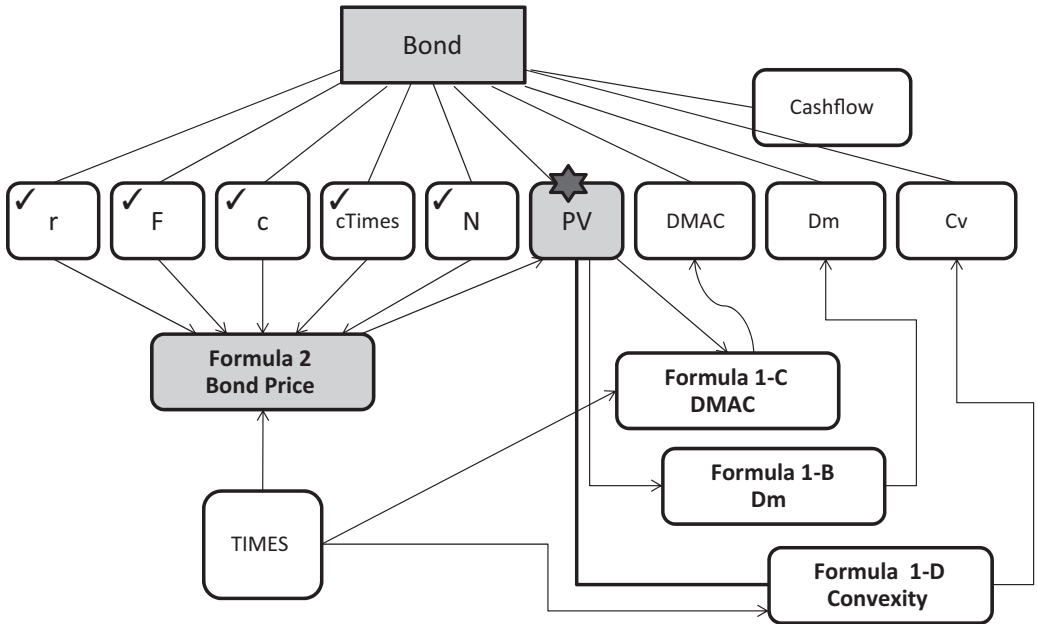 Bond
Cashflow
r
F
c
cTimes
N
PV
DMAC
Dm
Cv
Formula 2
Bond Price
Formula 1-C
DMAC
Formula 1-B
Dm
TIMES
Formula 1-D
Convexity